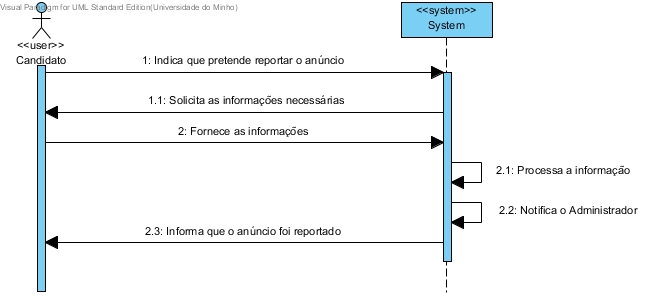 Visual Paradigm for UML Standard Edition(Universidade do Minho)
<<system>>
System
<<user>>
Candidato
1: Indica que pretende reportar o anúncio
1.1: Solicita as informações necessárias
2: Fornece as informações
2.1: Processa a informação
2.2: Notifica o Administrador
2.3: Informa que o anúncio foi reportado